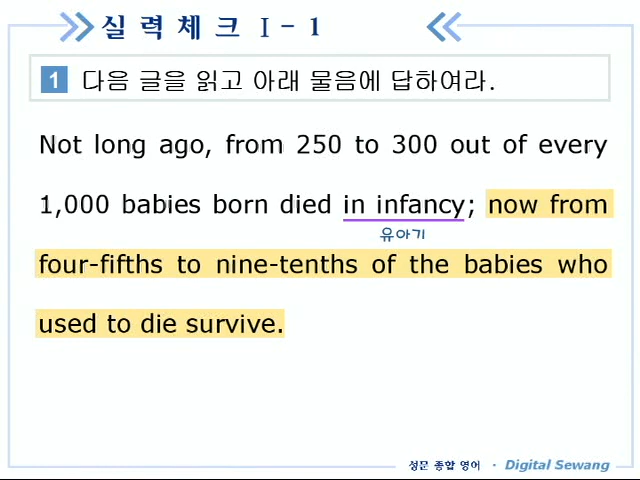 실력체크 I - 1
1 다음 글을 읽고 아래 물음에 답하여라.
Not long ago, from 250 to 300 out of every
1,000 babies born died in infancy; now from
유아기
four-fifths to nine-tenths of the babies who
used to die survive.
성문 종합 영어 · Digital Sewang